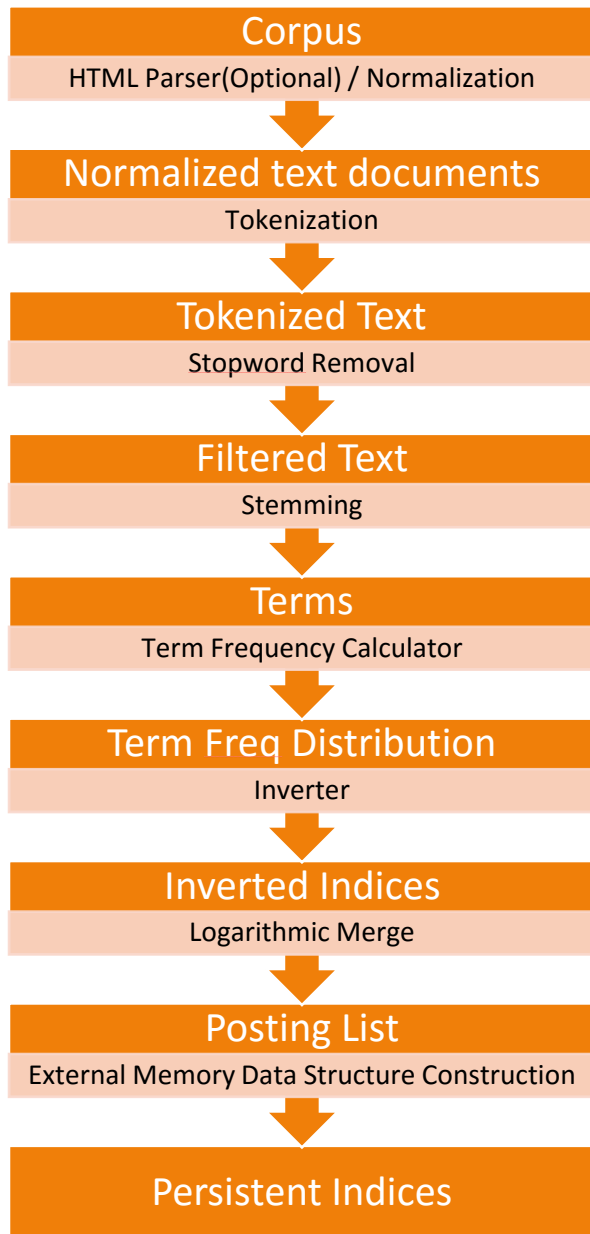 Corpus
HTML Parser(Optional) / Normalization
Normalized text documents
Tokenization
Tokenized Text
Stopword Removal
Filtered Text
Stemming
Terms
Term Frequency Calculator
Term Freq Distribution
Inverter
Inverted Indices
Logarithmic Merge
Posting List
External Memory Data Structure Construction
Persistent Indices